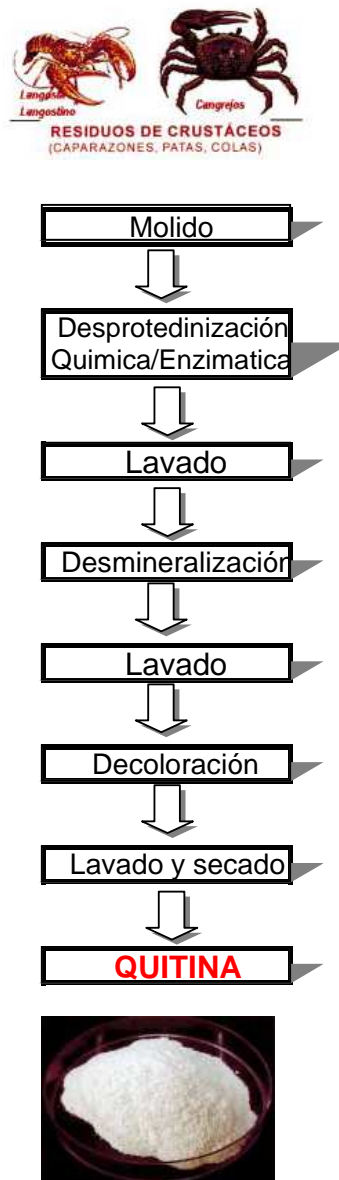 Langosta
Langostino
Cangrejos
RESIDUOS DE CRUSTÁCEOS
(CAPARAZONES, PATAS, COLAS)
Molido
Desprotedinización
Quimica/Enzimatica
Lavado
Desmineralización
Lavado
Decoloración
Lavado y secado
QUITINA